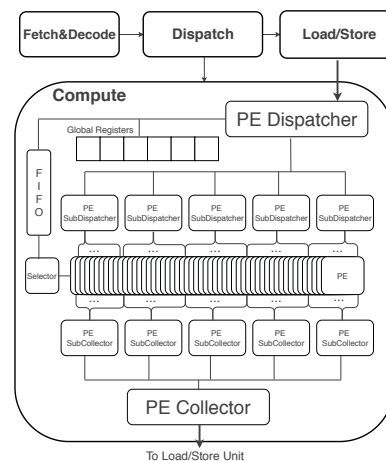 Fetch&Decode
Dispatch
Load/Store
Compute
PE Dispatcher
Global Registers
F
I
F
O
PE
SubDispatcher
PE
SubDispatcher
PE
SubDispatcher
PE
SubDispatcher
PE
SubDispatcher
...
...
...
...
...
Selector
PE
...
...
...
...
...
PE
SubCollector
PE
SubCollector
PE
SubCollector
PE
SubCollector
PE
SubCollector
PE Collector
To Load/Store Unit